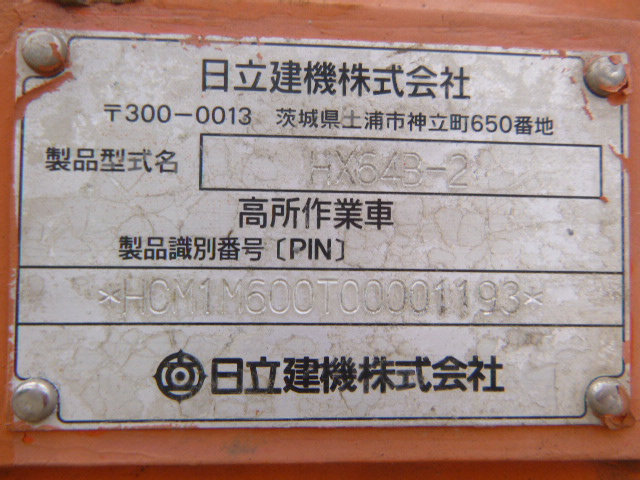 日立建機株式会社
〒300-0013 茨城県土浦市神立町650番地
製品型式名 HX64B-2
高所作業車
製品識別番号〔PIN〕
*HCM1M600T00001193*
日立建機株式会社